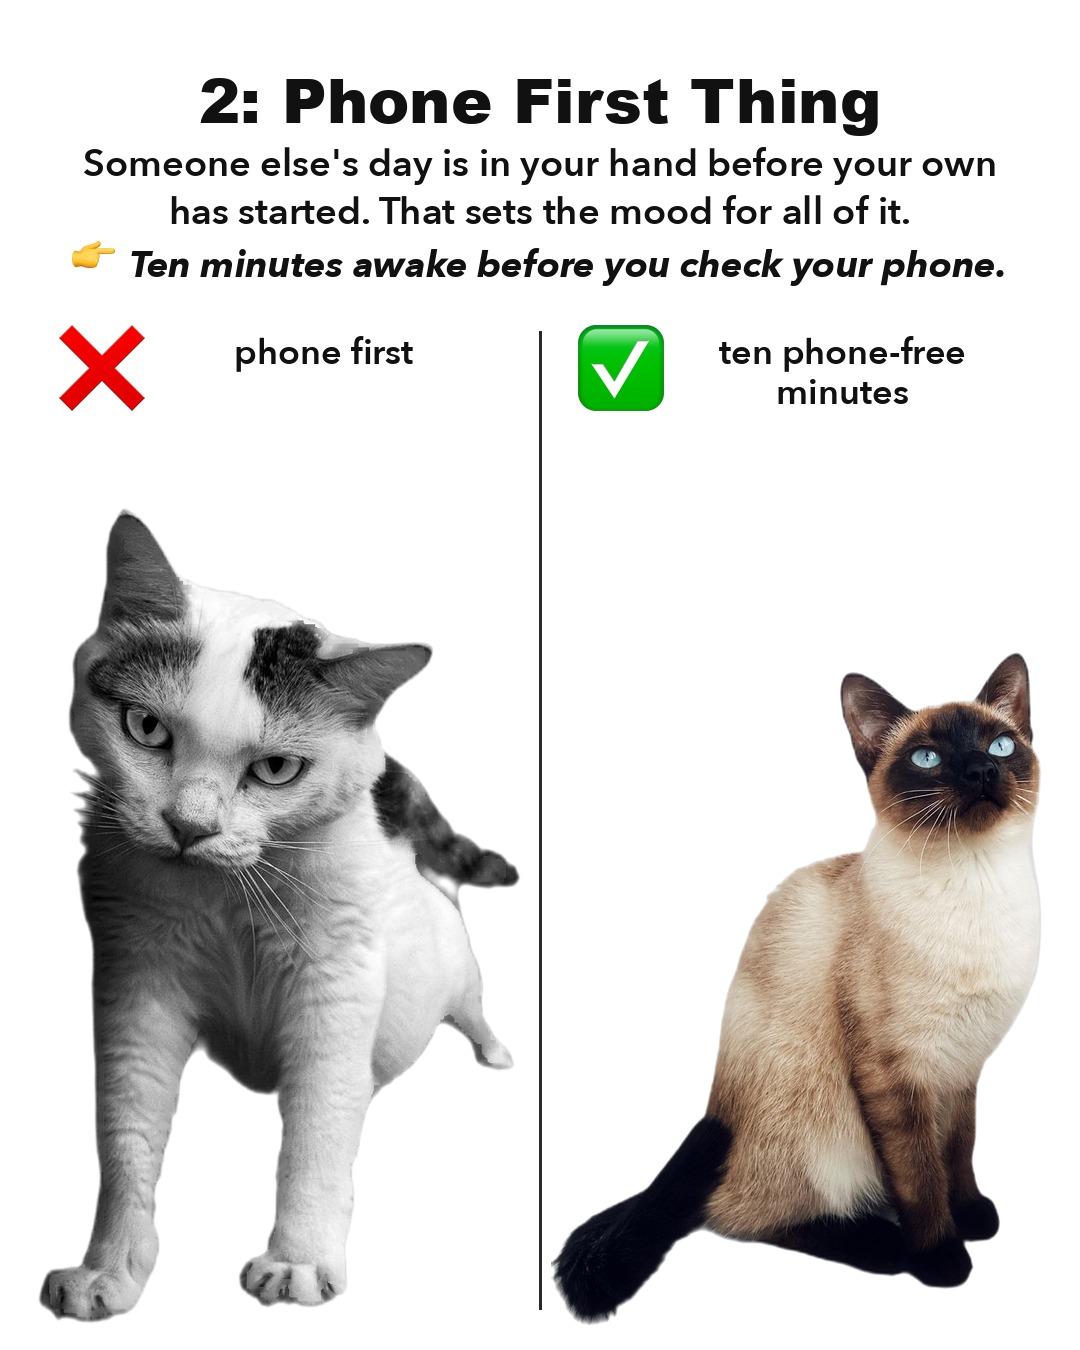 2: Phone First Thing
Someone else's day is in your hand before your own
has started. That sets the mood for all of it.
👉 Ten minutes awake before you check your phone.
❌ phone first
✅ ten phone-free
minutes